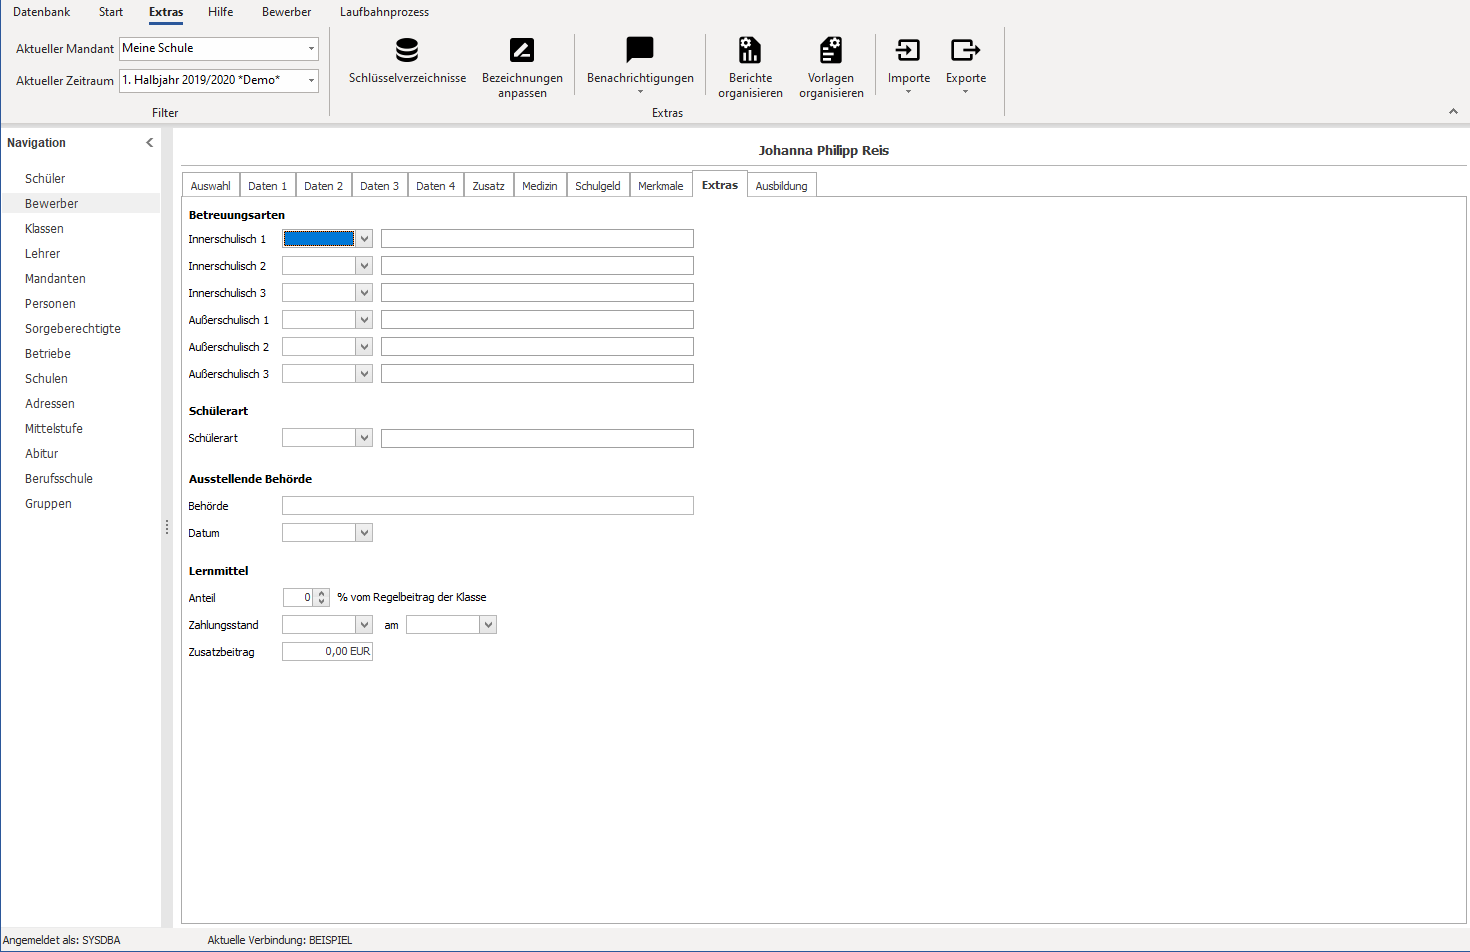 Datenbank Start Extras Hilfe Bewerber Laufbahnprozess
Aktueller Mandant Meine Schule
Aktueller Zeitraum 1. Halbjahr 2019/2020 *Demo*
Filter
Schlüsselverzeichnisse
Bezeichnungen
anpassen
Benachrichtigungen
Berichte
organisieren
Vorlagen
organisieren
Importe
Exporte
Extras
Navigation
Schüler
Bewerber
Klassen
Lehrer
Mandanten
Personen
Sorgeberechtigte
Betriebe
Schulen
Adressen
Mittelstufe
Abitur
Berufsschule
Gruppen
Johanna Philipp Reis
Auswahl Daten 1 Daten 2 Daten 3 Daten 4 Zusatz Medizin Schulgeld Merkmale Extras Ausbildung
Betreuungsarten
Innerschulisch 1
Innerschulisch 2
Innerschulisch 3
Außerschulisch 1
Außerschulisch 2
Außerschulisch 3
Schülerart
Schülerart
Ausstellende Behörde
Behörde
Datum
Lernmittel
Anteil 0 % vom Regelbeitrag der Klasse
Zahlungsstand am
Zusatzbeitrag 0,00 EUR
Angemeldet als: SYSDBA Aktuelle Verbindung: BEISPIEL